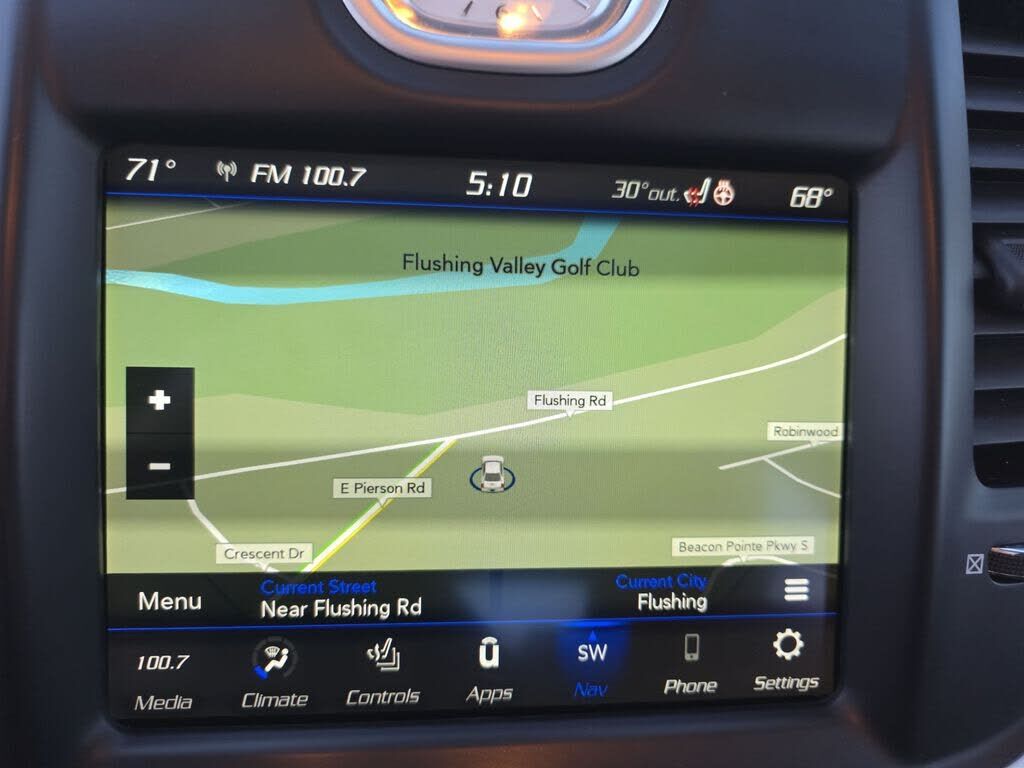 71° FM 100.7 5:10 30°out. 68°
Flushing Valley Golf Club
+
Flushing Rd
Robinwood
−
E Pierson Rd
Crescent Dr
Beacon Pointe Pkwy S
Current Street
Current City
Menu
Near Flushing Rd
Flushing
100.7
SW
Media
Climate
Controls
Apps
Nav
Phone
Settings